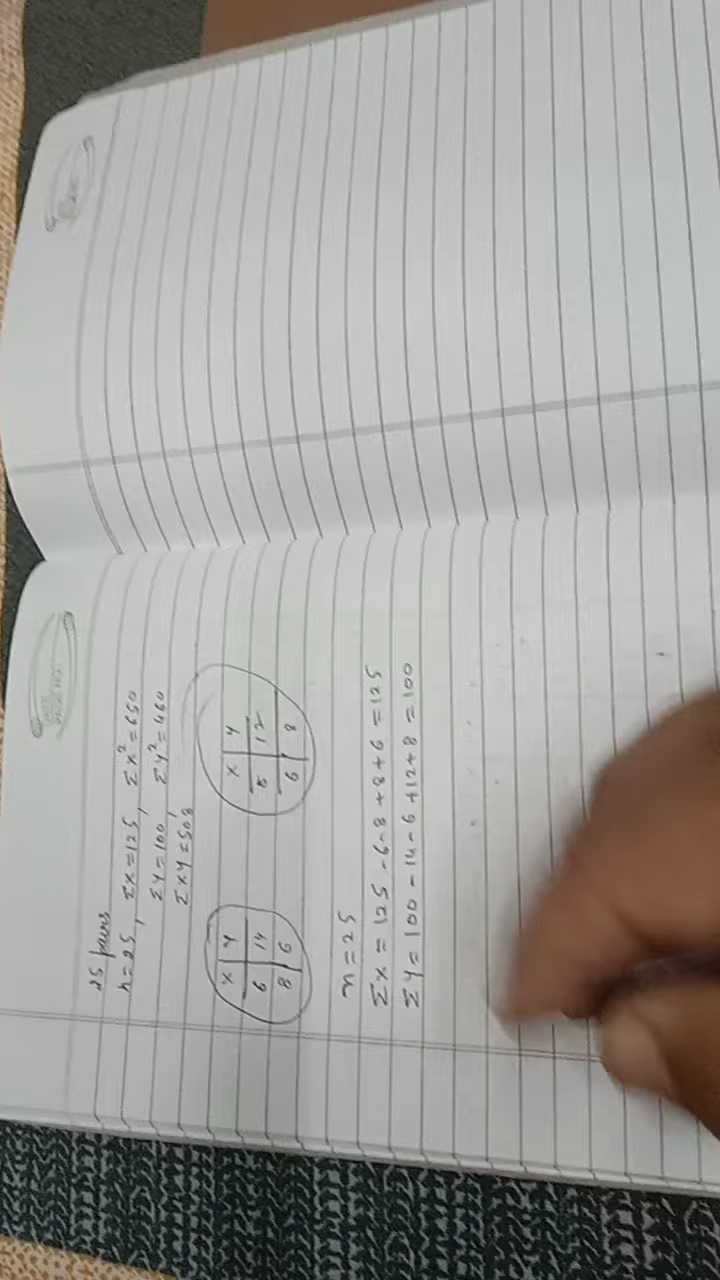 25 pairs
n=25, Σx=125, Σx²=650
Σy=100, Σy²=460
Σxy=508
x y x y
6 14 8 12
8 6 6 8
n=25
Σx = 125 -6-8+8+6 =125
Σy= 100 -14-6 +12+8 =100